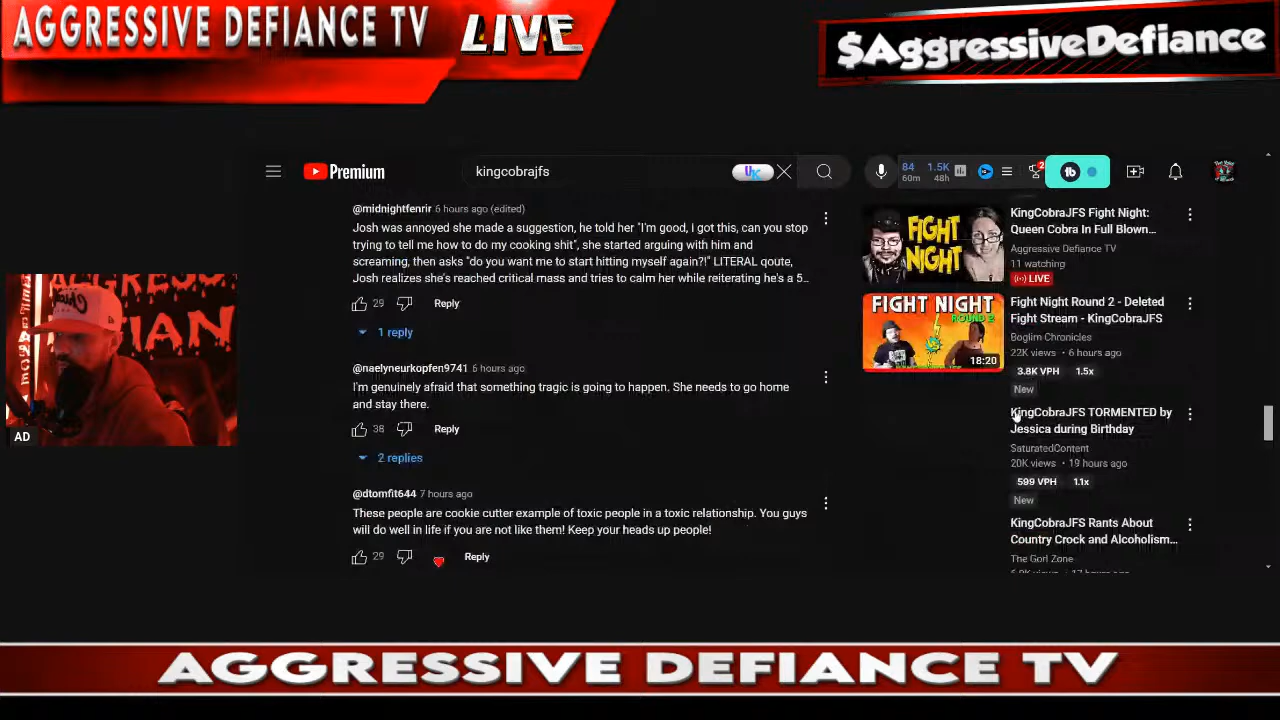 AGGRESSIVE DEFIANCE TV LIVE
$AggressiveDefiance
Premium
kingcobrajfs
UK
84 1.5K
60m 48h
2
tb
@midnightfenrir 6 hours ago (edited)
Josh was annoyed she made a suggestion, he told her "I'm good, I got this, can you stop
trying to tell me how to do my cooking shit", she started arguing with him and
screaming, then asks "do you want me to start hitting myself again?!" LITERAL qoute,
Josh realizes she's reached critical mass and tries to calm her while reiterating he's a 5...
29 Reply
1 reply
@naelyneurkopfen9741 6 hours ago
I'm genuinely afraid that something tragic is going to happen. She needs to go home
and stay there.
38 Reply
2 replies
@dtomfit644 7 hours ago
These people are cookie cutter example of toxic people in a toxic relationship. You guys
will do well in life if you are not like them! Keep your heads up people!
29 Reply
FIGHT
NIGHT
KingCobraJFS Fight Night:
Queen Cobra In Full Blown...
Aggressive Defiance TV
11 watching
LIVE
FIGHT NIGHT
ROUND 2
VS
18:20
Fight Night Round 2 - Deleted
Fight Stream - KingCobraJFS
Boglim Chronicles
22K views • 6 hours ago
3.8K VPH 1.5x
New
KingCobraJFS TORMENTED by
Jessica during Birthday
SaturatedContent
20K views • 19 hours ago
599 VPH 1.1x
New
KingCobraJFS Rants About
Country Crock and Alcoholism...
The Gorl Zone
AD
AGGRESSIVE DEFIANCE TV